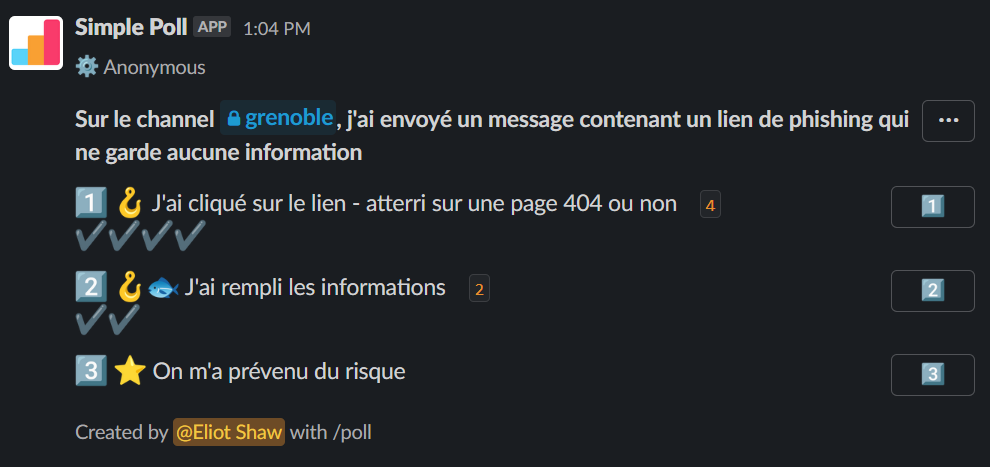 Simple Poll APP 1:04 PM
⚙️ Anonymous
Sur le channel 🔒grenoble, j'ai envoyé un message contenant un lien de phishing qui
ne garde aucune information
...
1️⃣ 🪝 J'ai cliqué sur le lien - atterri sur une page 404 ou non 4
1️⃣
✔✔✔✔
2️⃣ 🪝🐟 J'ai rempli les informations 2
2️⃣
✔✔
3️⃣ ⭐ On m'a prévenu du risque
3️⃣
Created by @Eliot Shaw with /poll